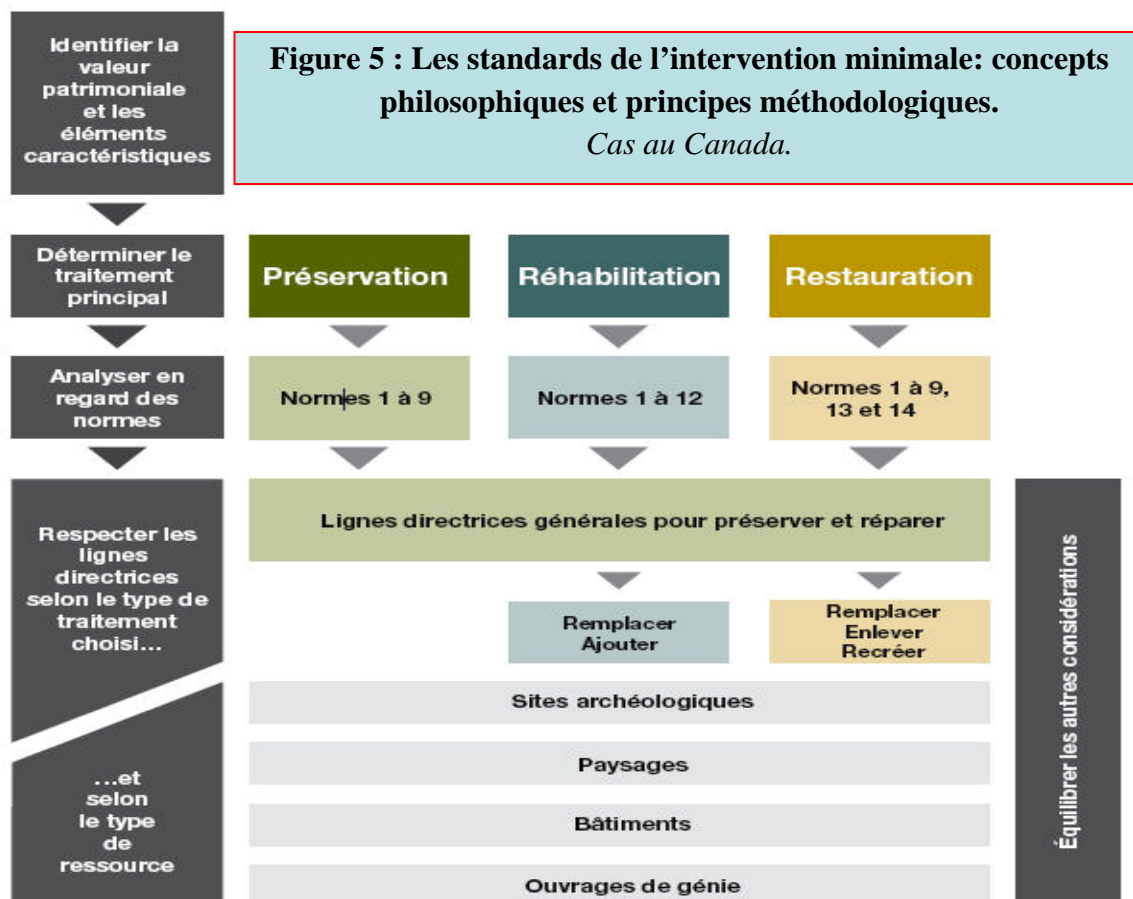 Identifier la
valeur
patrimoniale
et les
éléments
caractéristiques
Figure 5 : Les standards de l’intervention minimale: concepts
philosophiques et principes méthodologiques.
Cas au Canada.
Déterminer le
traitement
principal
Préservation
Réhabilitation
Restauration
Analyser en
regard des
normes
Normes 1 à 9
Normes 1 à 12
Normes 1 à 9,
13 et 14
Respecter les
lignes
directrices
selon le type de
traitement
choisi...
Lignes directrices générales pour préserver et réparer
Remplacer
Ajouter
Remplacer
Enlever
Recréer
...et
selon
le type
de
ressource
Sites archéologiques
Paysages
Bâtiments
Ouvrages de génie
Équilibrer les autres considérations